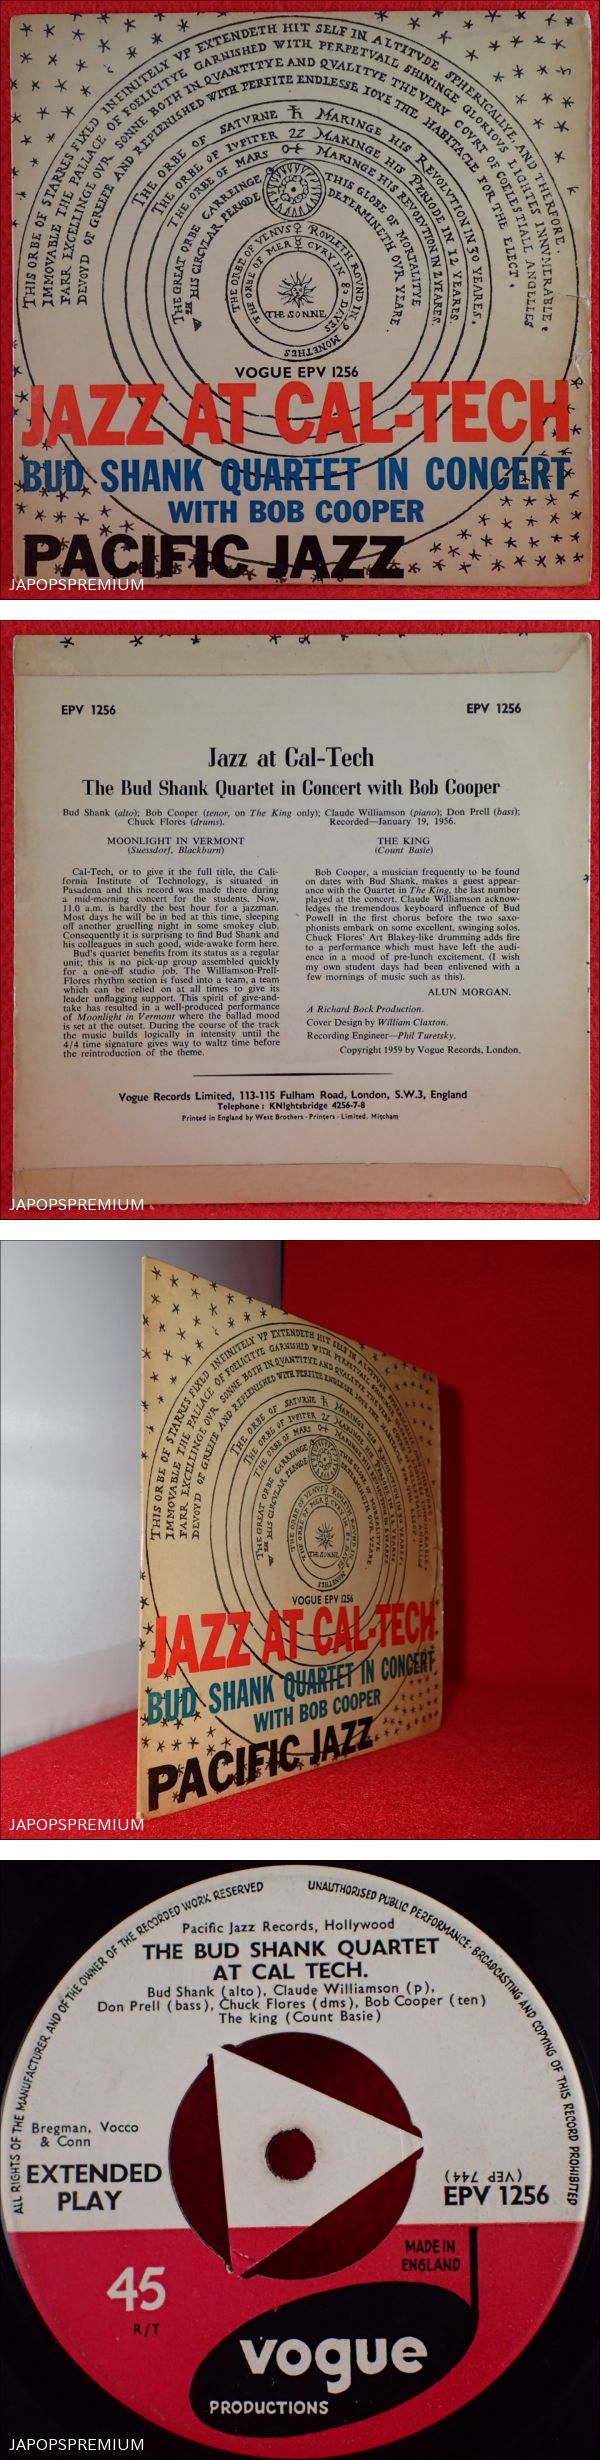 THIS ORBE OF STARRES FIXED INFINITELY VP EXTENDETH HIT SELF IN ALTITVDE SPHERICALLYE, AND THERFORE.
IMMOVABLE THE PALLACE OF FOELICITYE GARNISHED WITH PERPETVALL SHININGE GLORIOVS LIGHTES INNVMERABLE.
FARR EXCELLINGE OVR SONNE BOTH IN QVANTITYE AND QVALITYE THE VERY COVRT OF COELESTIALL ANGELLES
DEVOYD OF GREEFE AND REPLENISHED WITH PERFITE ENDLESSE IOYE THE HABITACLE FOR THE ELECT.
THE ORBE OF SATVRNE ♄ MAKINGE HIS REVOLVTION IN 30 YEARES.
THE ORBE OF IVPITER ♃ MAKINGE HIS PERIODE IN 12 YEARES.
THE ORBE OF MARS ♂ MAKINGE HIS REVOLVTION IN 2 YEARES.
THE GREAT ORBE CARREINGE THIS GLOBE OF MORTALITYE
HIS CIRCVLAR PERIODE DETERMINETH OVR YEARE.
THE ORBE OF VENVS ♀ ROVLETH ROVND IN 9 MONETHES
THE ORBE OF MERCVRY IN 80 DAYES
THE SONNE
VOGUE EPV 1256
JAZZ AT CAL-TECH
BUD SHANK QUARTET IN CONCERT
WITH BOB COOPER
PACIFIC JAZZ
JAPOPSPREMIUM
EPV 1256
EPV 1256
Jazz at Cal-Tech
The Bud Shank Quartet in Concert with Bob Cooper
Bud Shank (alto); Bob Cooper (tenor, on The King only); Claude Williamson (piano); Don Prell (bass);
Chuck Flores (drums). Recorded—January 19, 1956.
MOONLIGHT IN VERMONT
(Suessdorf, Blackburn)
Cal-Tech, or to give it the full title, the Cali-
fornia Institute of Technology, is situated in
Pasadena and this record was made there during
a mid-morning concert for the students. Now,
11.0 a.m. is hardly the best hour for a jazzman.
Most days he will be in bed at this time, sleeping
off another gruelling night in some smokey club.
Consequently it is surprising to find Bud Shank and
his colleagues in such good, wide-awake form here.
Bud's quartet benefits from its status as a regular
unit; this is no pick-up group assembled quickly
for a one-off studio job. The Williamson-Prell-
Flores rhythm section is fused into a team, a team
which can be relied on at all times to give its
leader unflagging support. This spirit of give-and-
take has resulted in a well-produced performance
of Moonlight in Vermont where the ballad mood
is set at the outset. During the course of the track
the music builds logically in intensity until the
4/4 time signature gives way to waltz time before
the reintroduction of the theme.
THE KING
(Count Basie)
Bob Cooper, a musician frequently to be found
on dates with Bud Shank, makes a guest appear-
ance with the Quartet in The King, the last number
played at the concert. Claude Williamson acknow-
ledges the tremendous keyboard influence of Bud
Powell in the first chorus before the two saxo-
phonists embark on some excellent, swinging solos.
Chuck Flores' Art Blakey-like drumming adds fire
to a performance which must have left the audi-
ence in a mood of pre-lunch excitement. (I wish
my own student days had been enlivened with a
few mornings of music such as this).
ALUN MORGAN.
A Richard Bock Production.
Cover Design by William Claxton.
Recording Engineer—Phil Turetsky.
Copyright 1959 by Vogue Records, London.
Vogue Records Limited, 113-115 Fulham Road, London, S.W.3, England
Telephone: KNIghtsbridge 4256-7-8
Printed in England by West Brothers · Printers · Limited, Mitcham
JAPOPSPREMIUM
VOGUE EPV 1256
JAZZ AT CAL-TECH
BUD SHANK QUARTET IN CONCERT
WITH BOB COOPER
PACIFIC JAZZ
JAPOPSPREMIUM
ALL RIGHTS OF THE MANUFACTURER AND OF THE OWNER OF THE RECORDED WORK RESERVED
UNAUTHORISED PUBLIC PERFORMANCE · BROADCASTING AND COPYING OF THIS RECORD PROHIBITED
Pacific Jazz Records, Hollywood
THE BUD SHANK QUARTET
AT CAL TECH.
Bud Shank (alto), Claude Williamson (p),
Don Prell (bass), Chuck Flores (dms), Bob Cooper (ten)
The king (Count Basie)
Bregman, Vocco
& Conn
EXTENDED
PLAY
(VEP 744)
EPV 1256
45
R/T
MADE IN
ENGLAND
vogue
PRODUCTIONS
JAPOPSPREMIUM